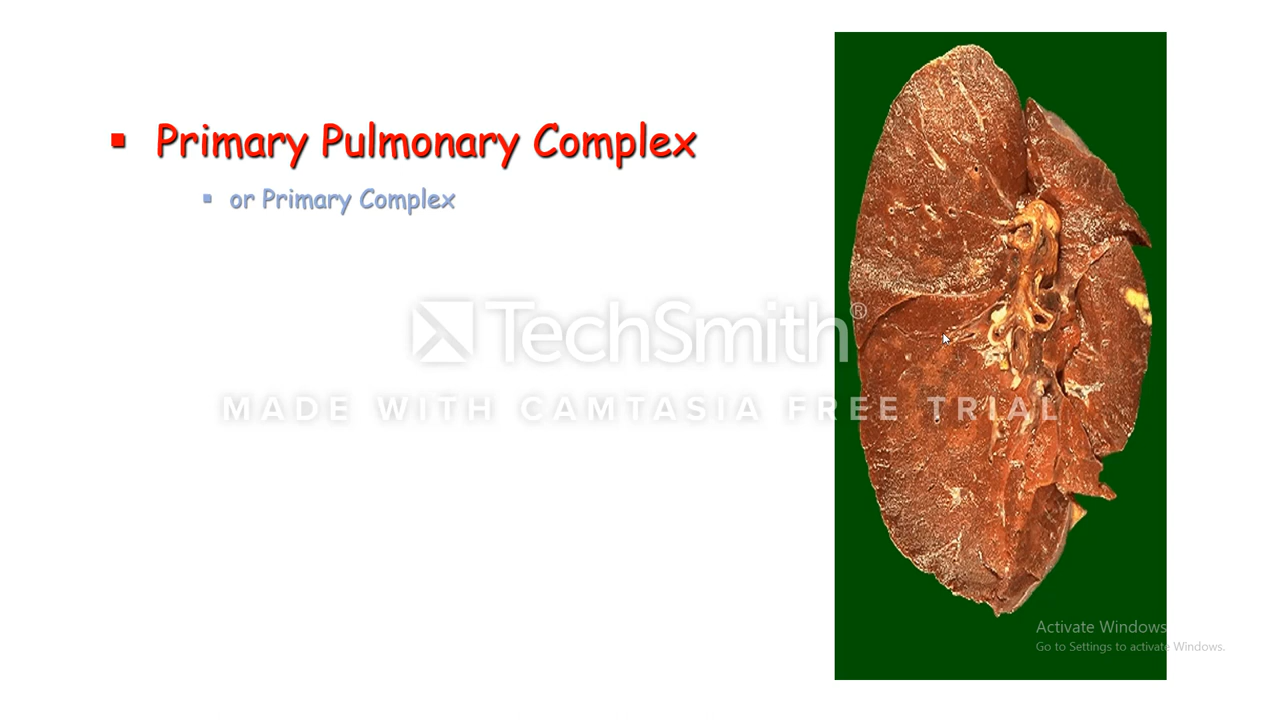 Primary Pulmonary Complex
or Primary Complex
TechSmith®
MADE WITH CAMTASIA FREE TRIAL
Activate Windows
Go to Settings to activate Windows.